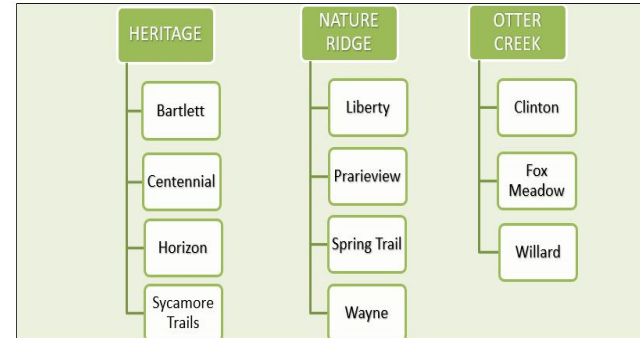 HERITAGE
Bartlett
Centennial
Horizon
Sycamore
Trails
NATURE
RIDGE
Liberty
Prarieview
Spring Trail
Wayne
OTTER
CREEK
Clinton
Fox
Meadow
Willard